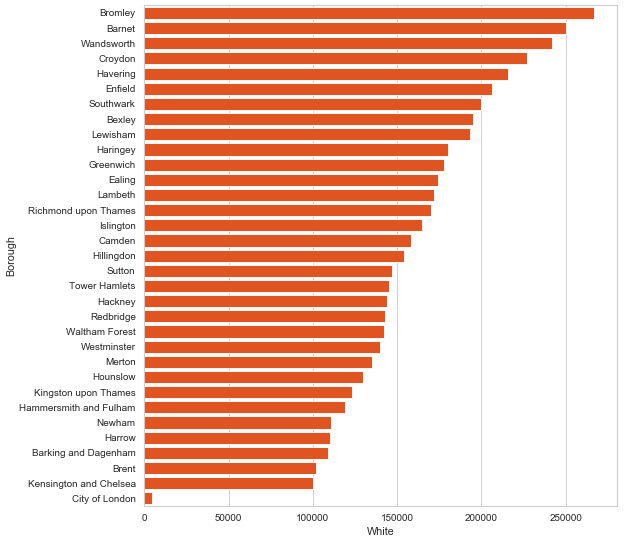 Bromley
Barnet
Wandsworth
Croydon
Havering
Enfield
Southwark
Bexley
Lewisham
Haringey
Greenwich
Ealing
Lambeth
Richmond upon Thames
Islington
Camden
Hillingdon
Sutton
Tower Hamlets
Hackney
Redbridge
Waltham Forest
Westminster
Merton
Hounslow
Kingston upon Thames
Hammersmith and Fulham
Newham
Harrow
Barking and Dagenham
Brent
Kensington and Chelsea
City of London
Borough
0 50000 100000 150000 200000 250000
White